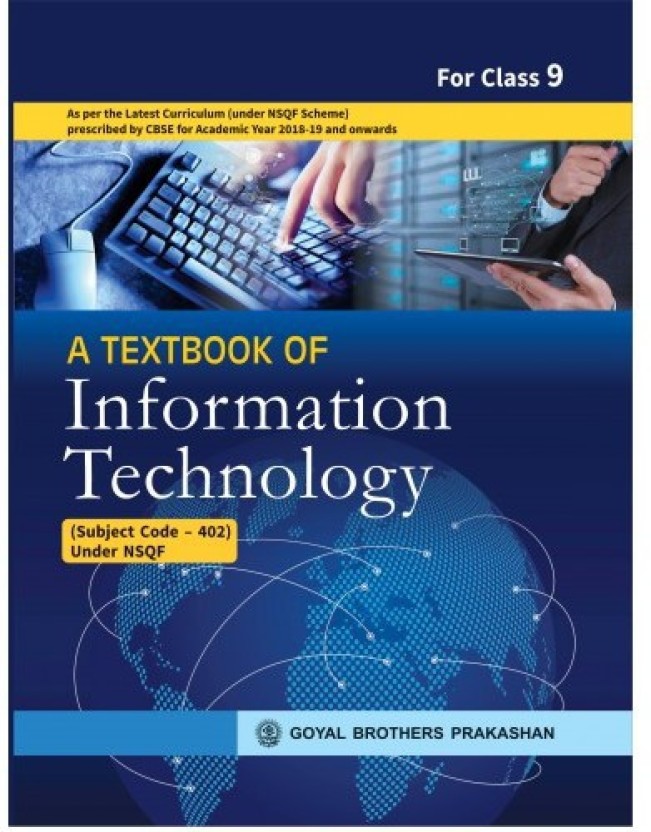 For Class 9
As per the Latest Curriculum (under NSQF Scheme)
prescribed by CBSE for Academic Year 2018-19 and onwards
A TEXTBOOK OF
Information
Technology
(Subject Code – 402)
Under NSQF
GOYAL BROTHERS PRAKASHAN